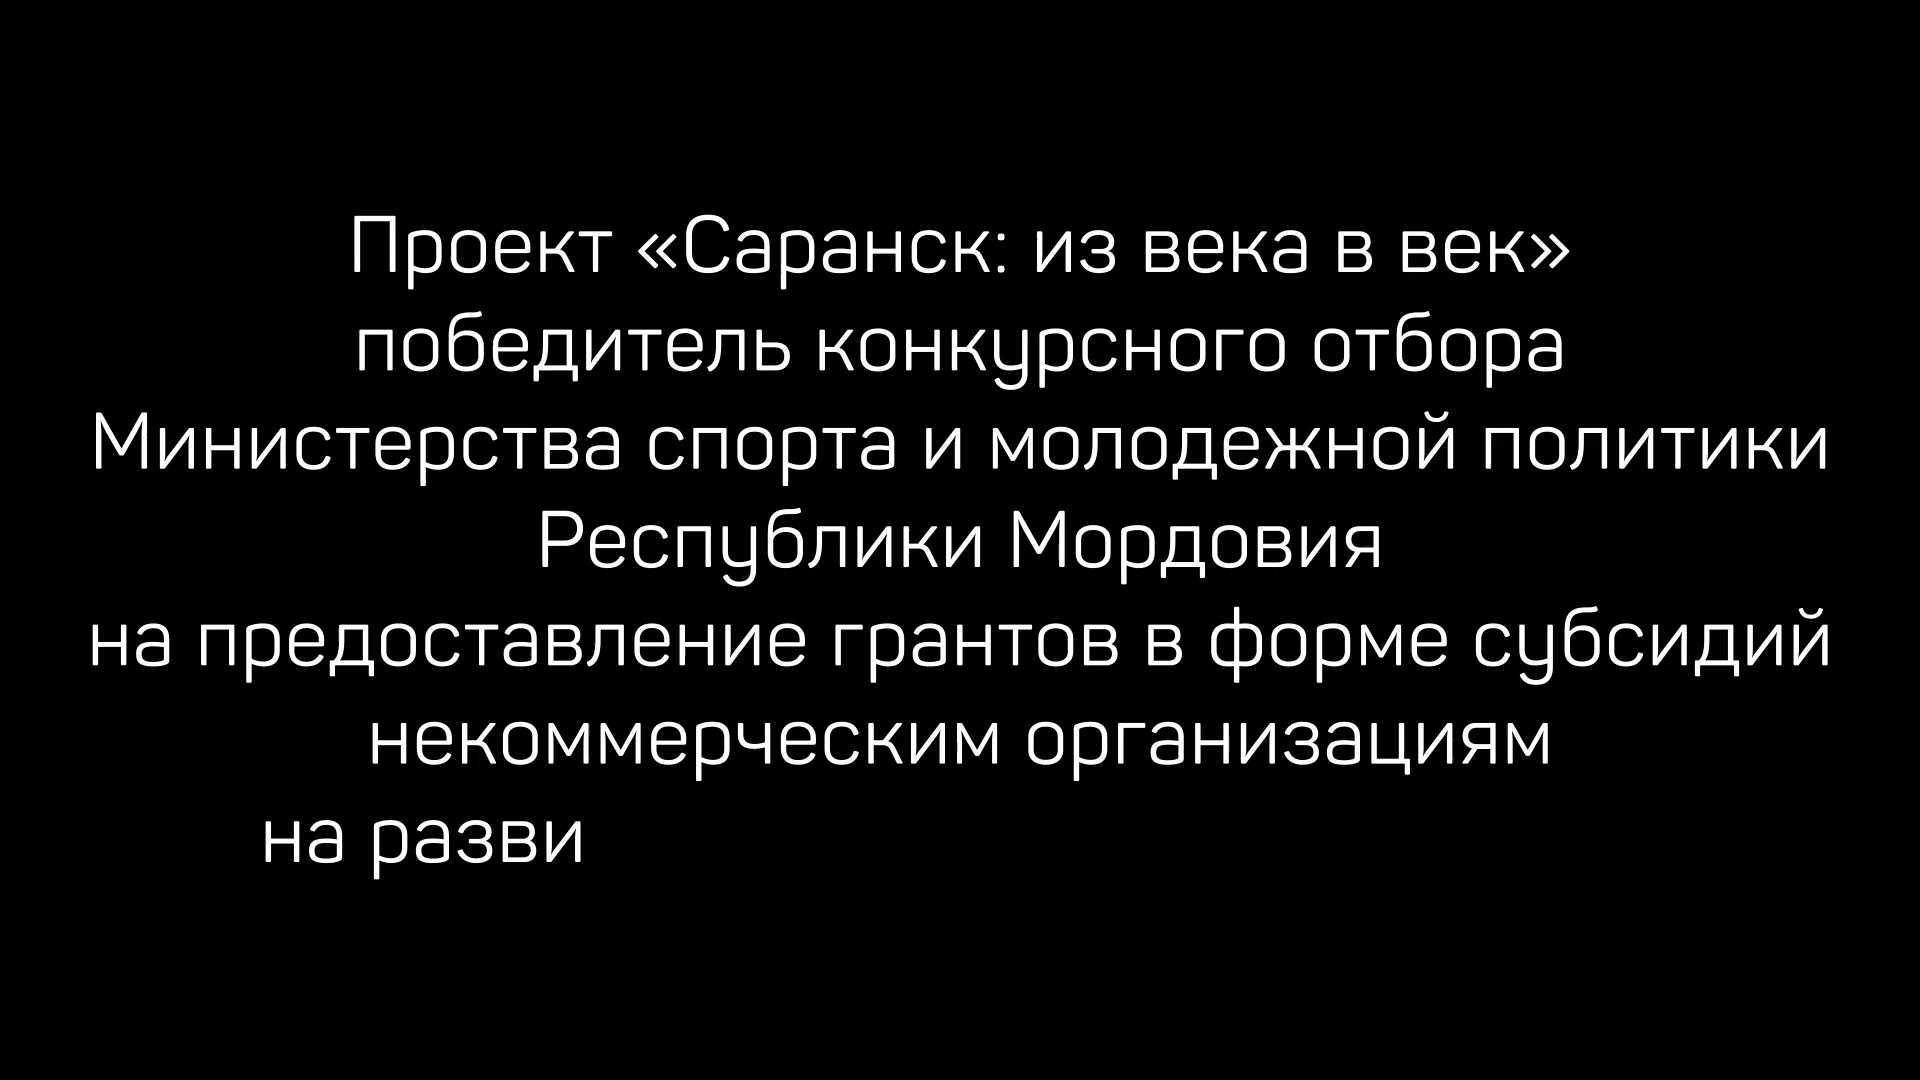 Проект «Саранск: из века в век»
победитель конкурсного отбора
Министерства спорта и молодежной политики
Республики Мордовия
на предоставление грантов в форме субсидий
некоммерческим организациям
на разви